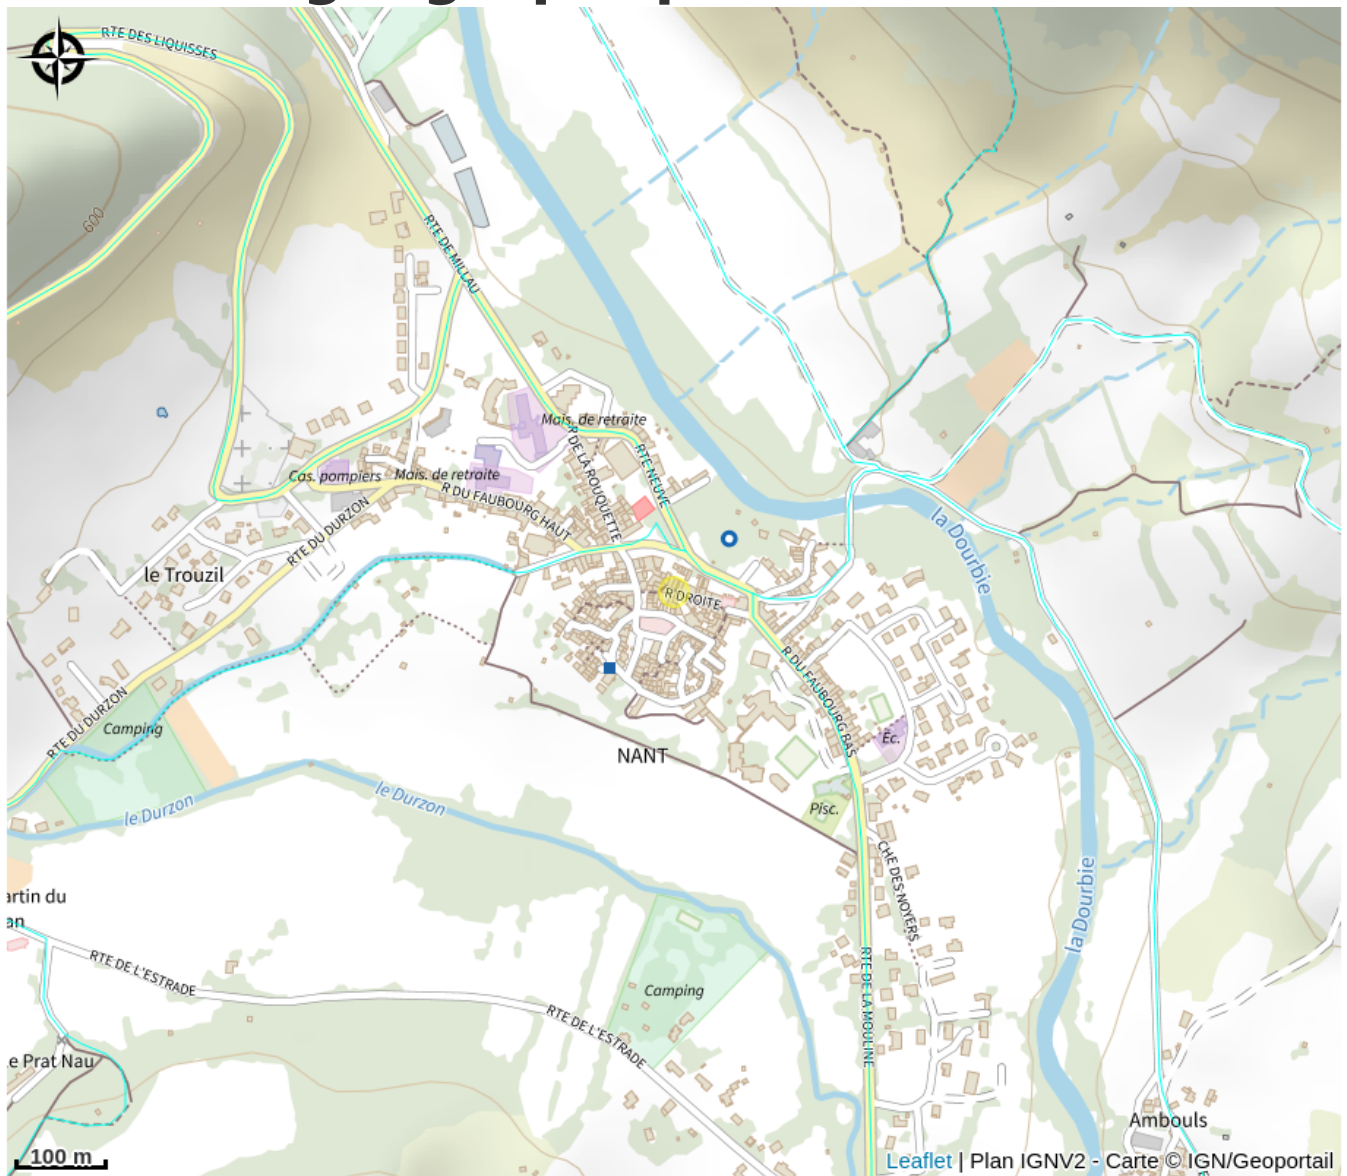 RTE DES LIQUISSES
600
RTE DE MILLAU
Mais. de retraite
R DE LA ROUQUETTE
RTE NEUVE
Cas. pompiers
Mais. de retraite
R DU FAUBOURG HAUT
RTE DU DURZON
le Trouzil
la Dourbie
R DROITE
R DU FAUBOURG BAS
RTE DU DURZON
Camping
Éc.
NANT
le Durzon
le Durzon
Pisc.
CHE DES NOYERS
la Dourbie
artin du
an
RTE DE L'ESTRADE
RTE DE LA MOULINE
Camping
RTE DE L'ESTRADE
e Prat Nau
Ambouls
100 m
Leaflet | Plan IGNV2 - Carte © IGN/Geoportail